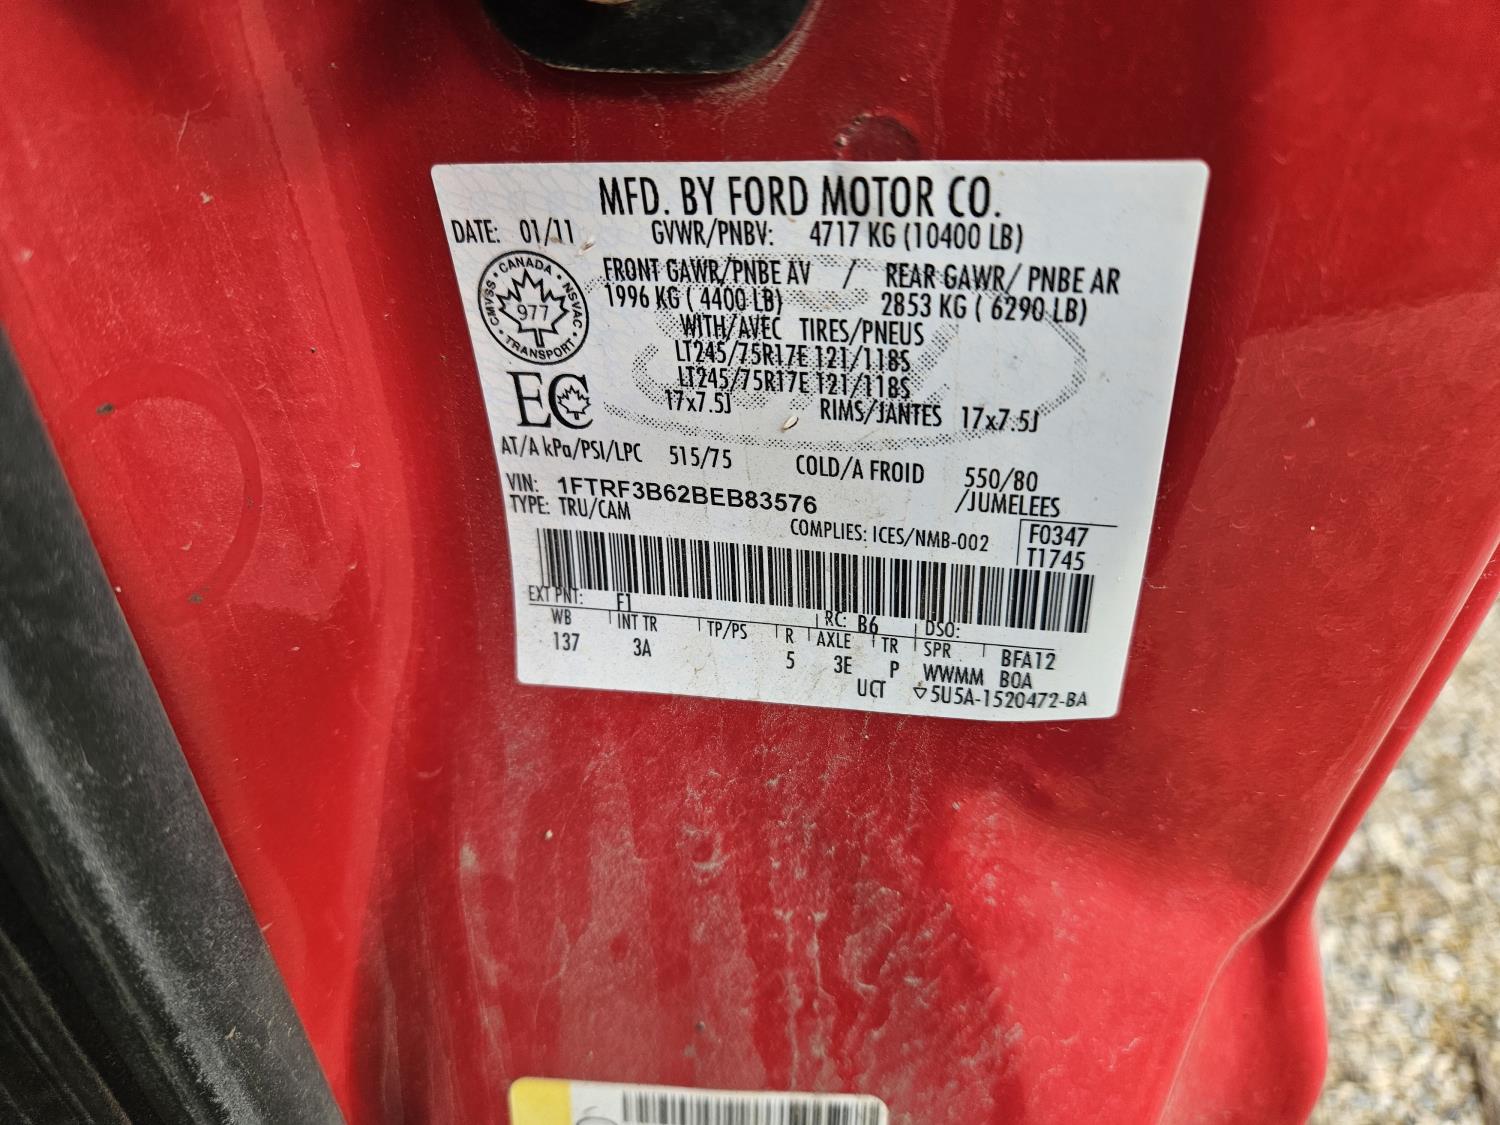 MFD. BY FORD MOTOR CO.
DATE: 01/11 GVWR/PNBV: 4717 KG (10400 LB)
FRONT GAWR/PNBE AV / REAR GAWR/ PNBE AR
1996 KG ( 4400 LB) 2853 KG ( 6290 LB)
WITH/AVEC TIRES/PNEUS
LT245/75R17E 121/118S
LT245/75R17E 121/118S
17x7.5J RIMS/JANTES 17x7.5J
CANADA
CMVSS 977 NSVAC
TRANSPORT
EC
AT/A kPa/PSI/LPC 515/75 COLD/A FROID 550/80
VIN: 1FTRF3B62BEB83576 /JUMELEES
TYPE: TRU/CAM
COMPLIES: ICES/NMB-002 F0347
T1745
EXT PNT: F1 RC: B6 DSO:
WB INT TR TP/PS R AXLE TR SPR BFA12
137 3A 5 3E P WWMM BOA
UCT ▽5U5A-1520472-BA